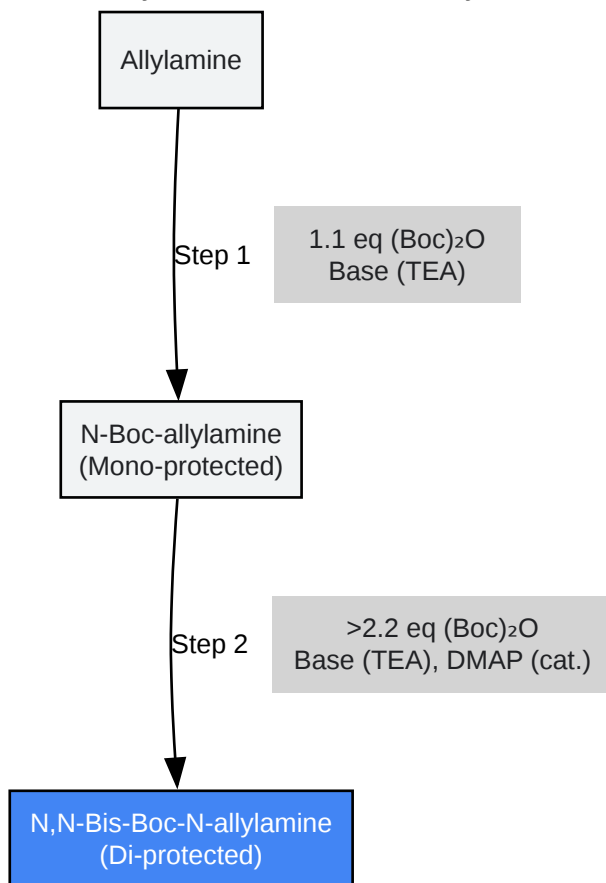 Allylamine
Step 1
1.1 eq (Boc)₂O
Base (TEA)
N-Boc-allylamine
(Mono-protected)
Step 2
>2.2 eq (Boc)₂O
Base (TEA), DMAP (cat.)
N,N-Bis-Boc-N-allylamine
(Di-protected)